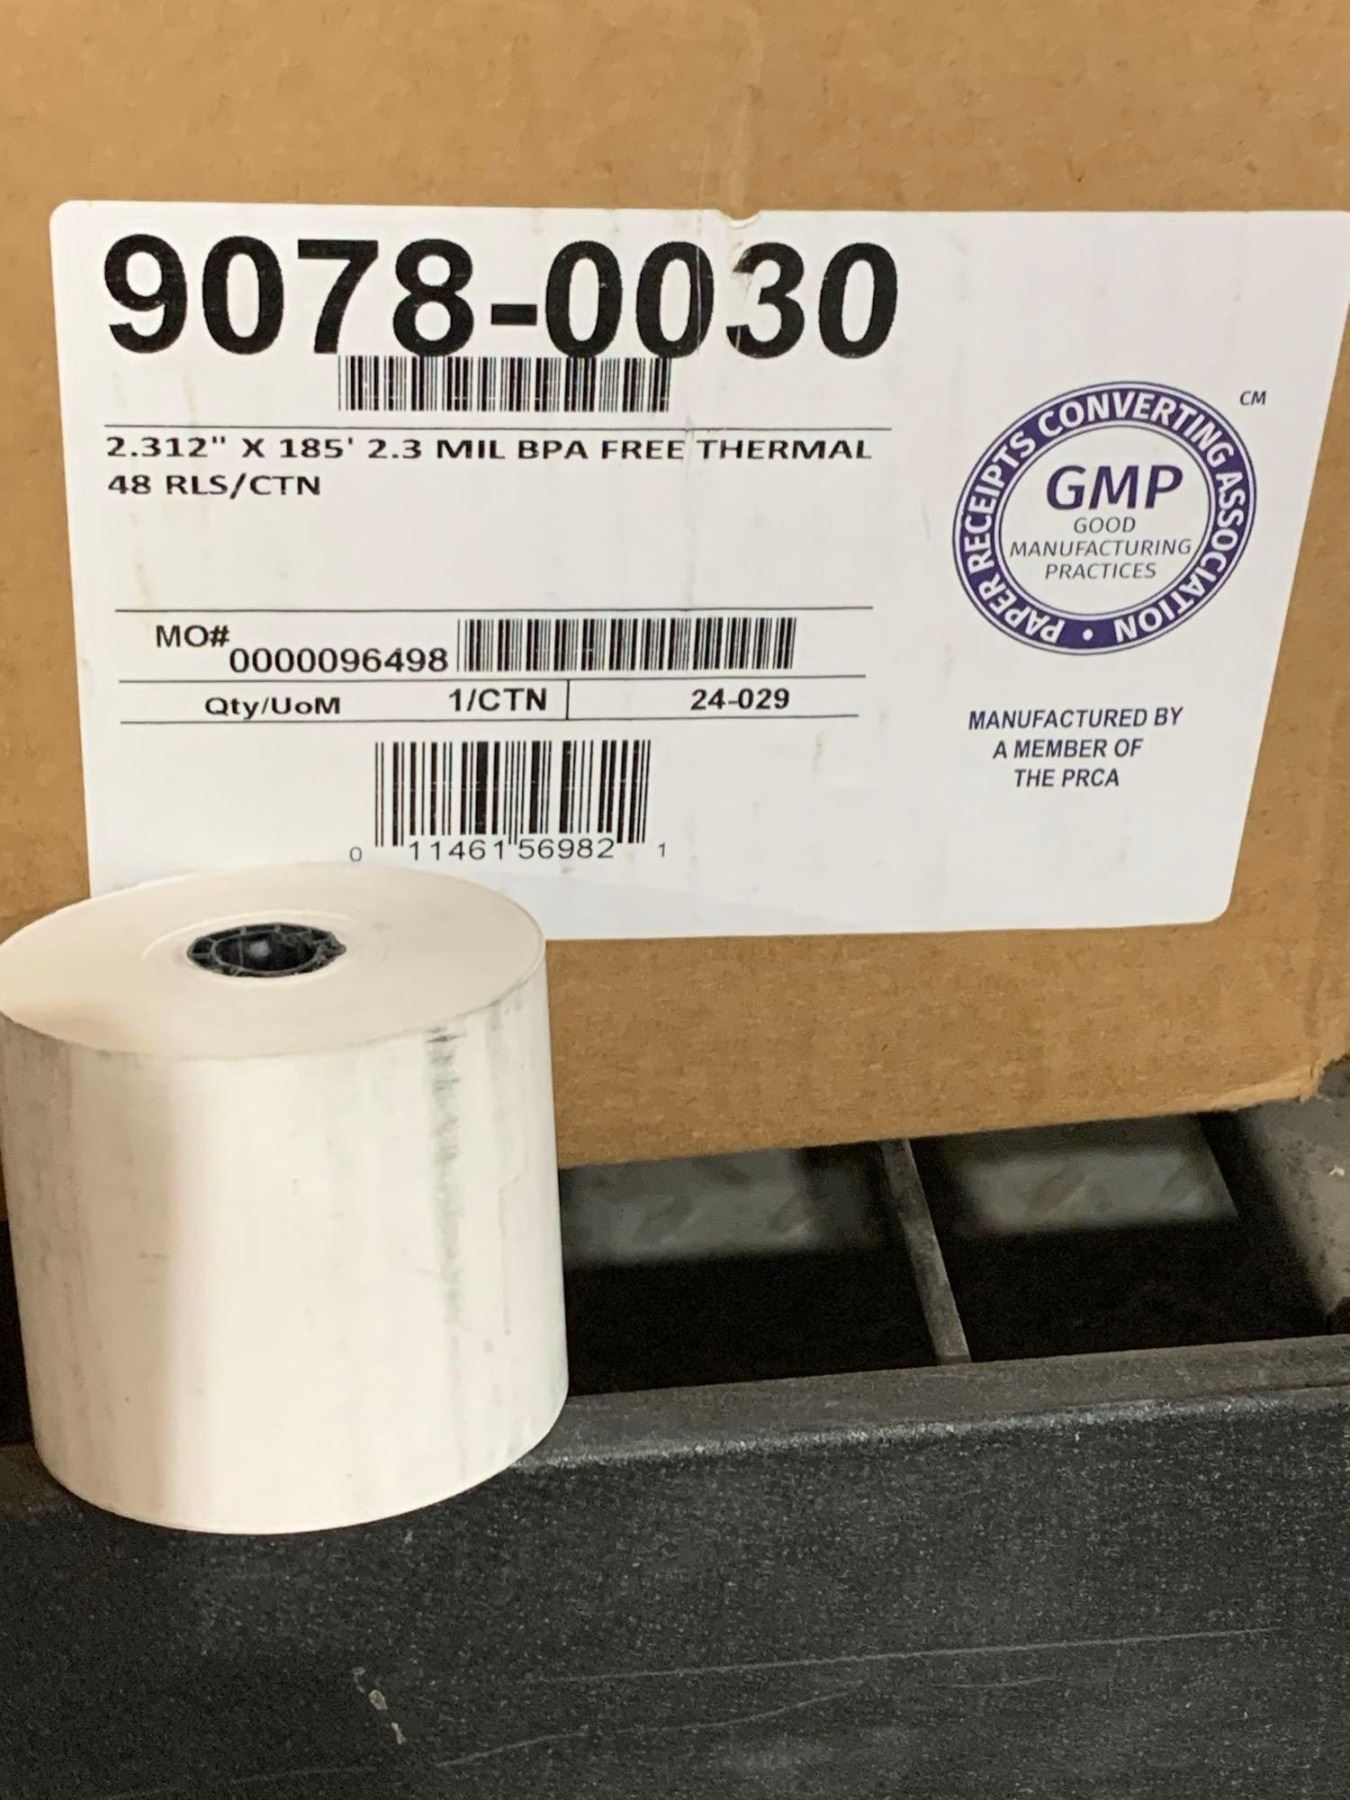 9078-0030
2.312" X 185' 2.3 MIL BPA FREE THERMAL
48 RLS/CTN
MO# 0000096498
Qty/UoM 1/CTN 24-029
0 11461 56982 1
PAPER RECEIPTS CONVERTING ASSOCIATION •
CM
GMP
GOOD
MANUFACTURING
PRACTICES
MANUFACTURED BY
A MEMBER OF
THE PRCA